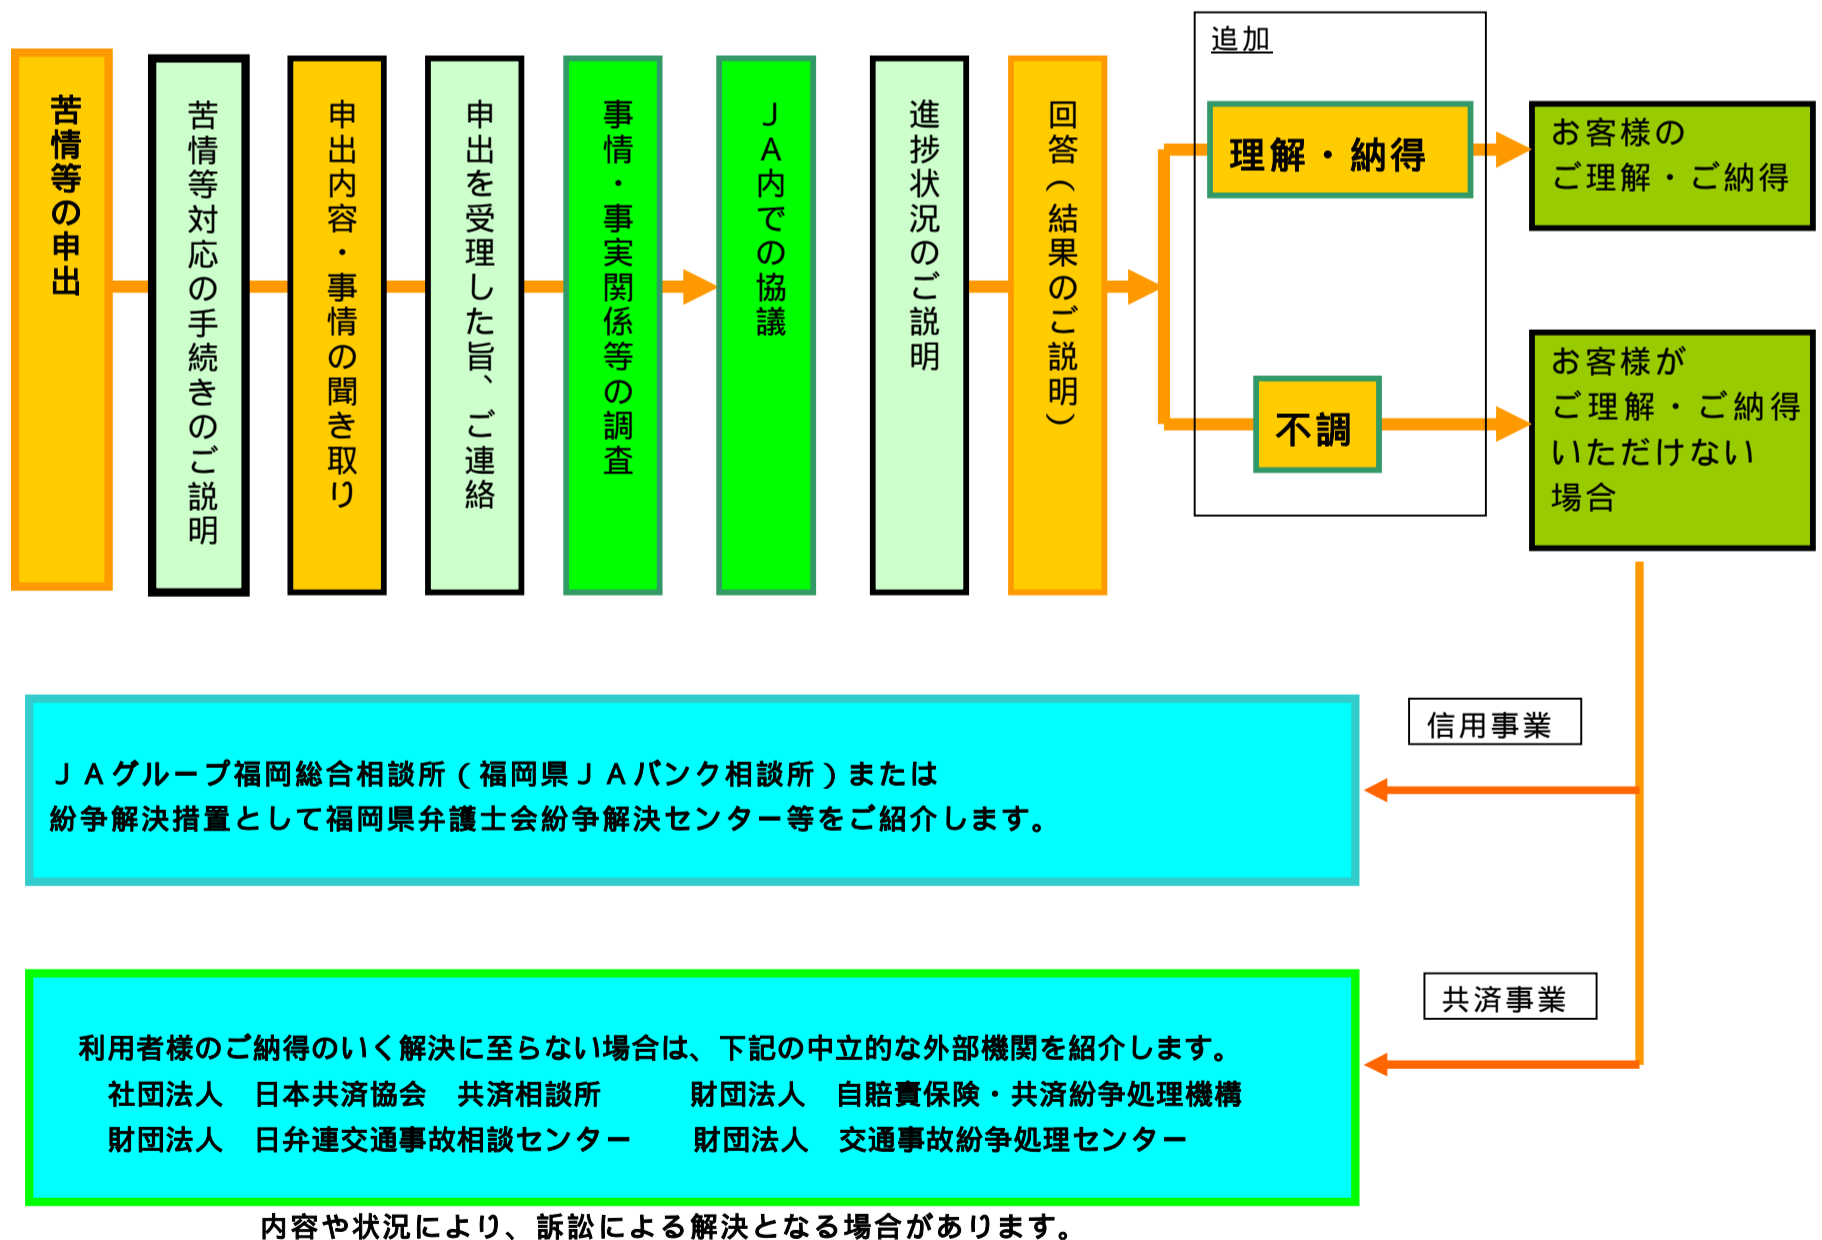 苦情等の申出
苦情等対応の手続きのご説明
申出内容・事情の聞き取り
申出を受理した旨、ご連絡
事情・事実関係等の調査
ＪＡ内での協議
進捗状況のご説明
回答（結果のご説明）
追加
理解・納得
不調
お客様の
ご理解・ご納得
お客様が
ご理解・ご納得
いただけない
場合
信用事業
ＪＡグループ福岡総合相談所（福岡県ＪＡバンク相談所）または
紛争解決措置として福岡県弁護士会紛争解決センター等をご紹介します。
共済事業
利用者様のご納得のいく解決に至らない場合は、下記の中立的な外部機関を紹介します。
社団法人　日本共済協会　共済相談所　　　財団法人　自賠責保険・共済紛争処理機構
財団法人　日弁連交通事故相談センター　　財団法人　交通事故紛争処理センター
内容や状況により、訴訟による解決となる場合があります。